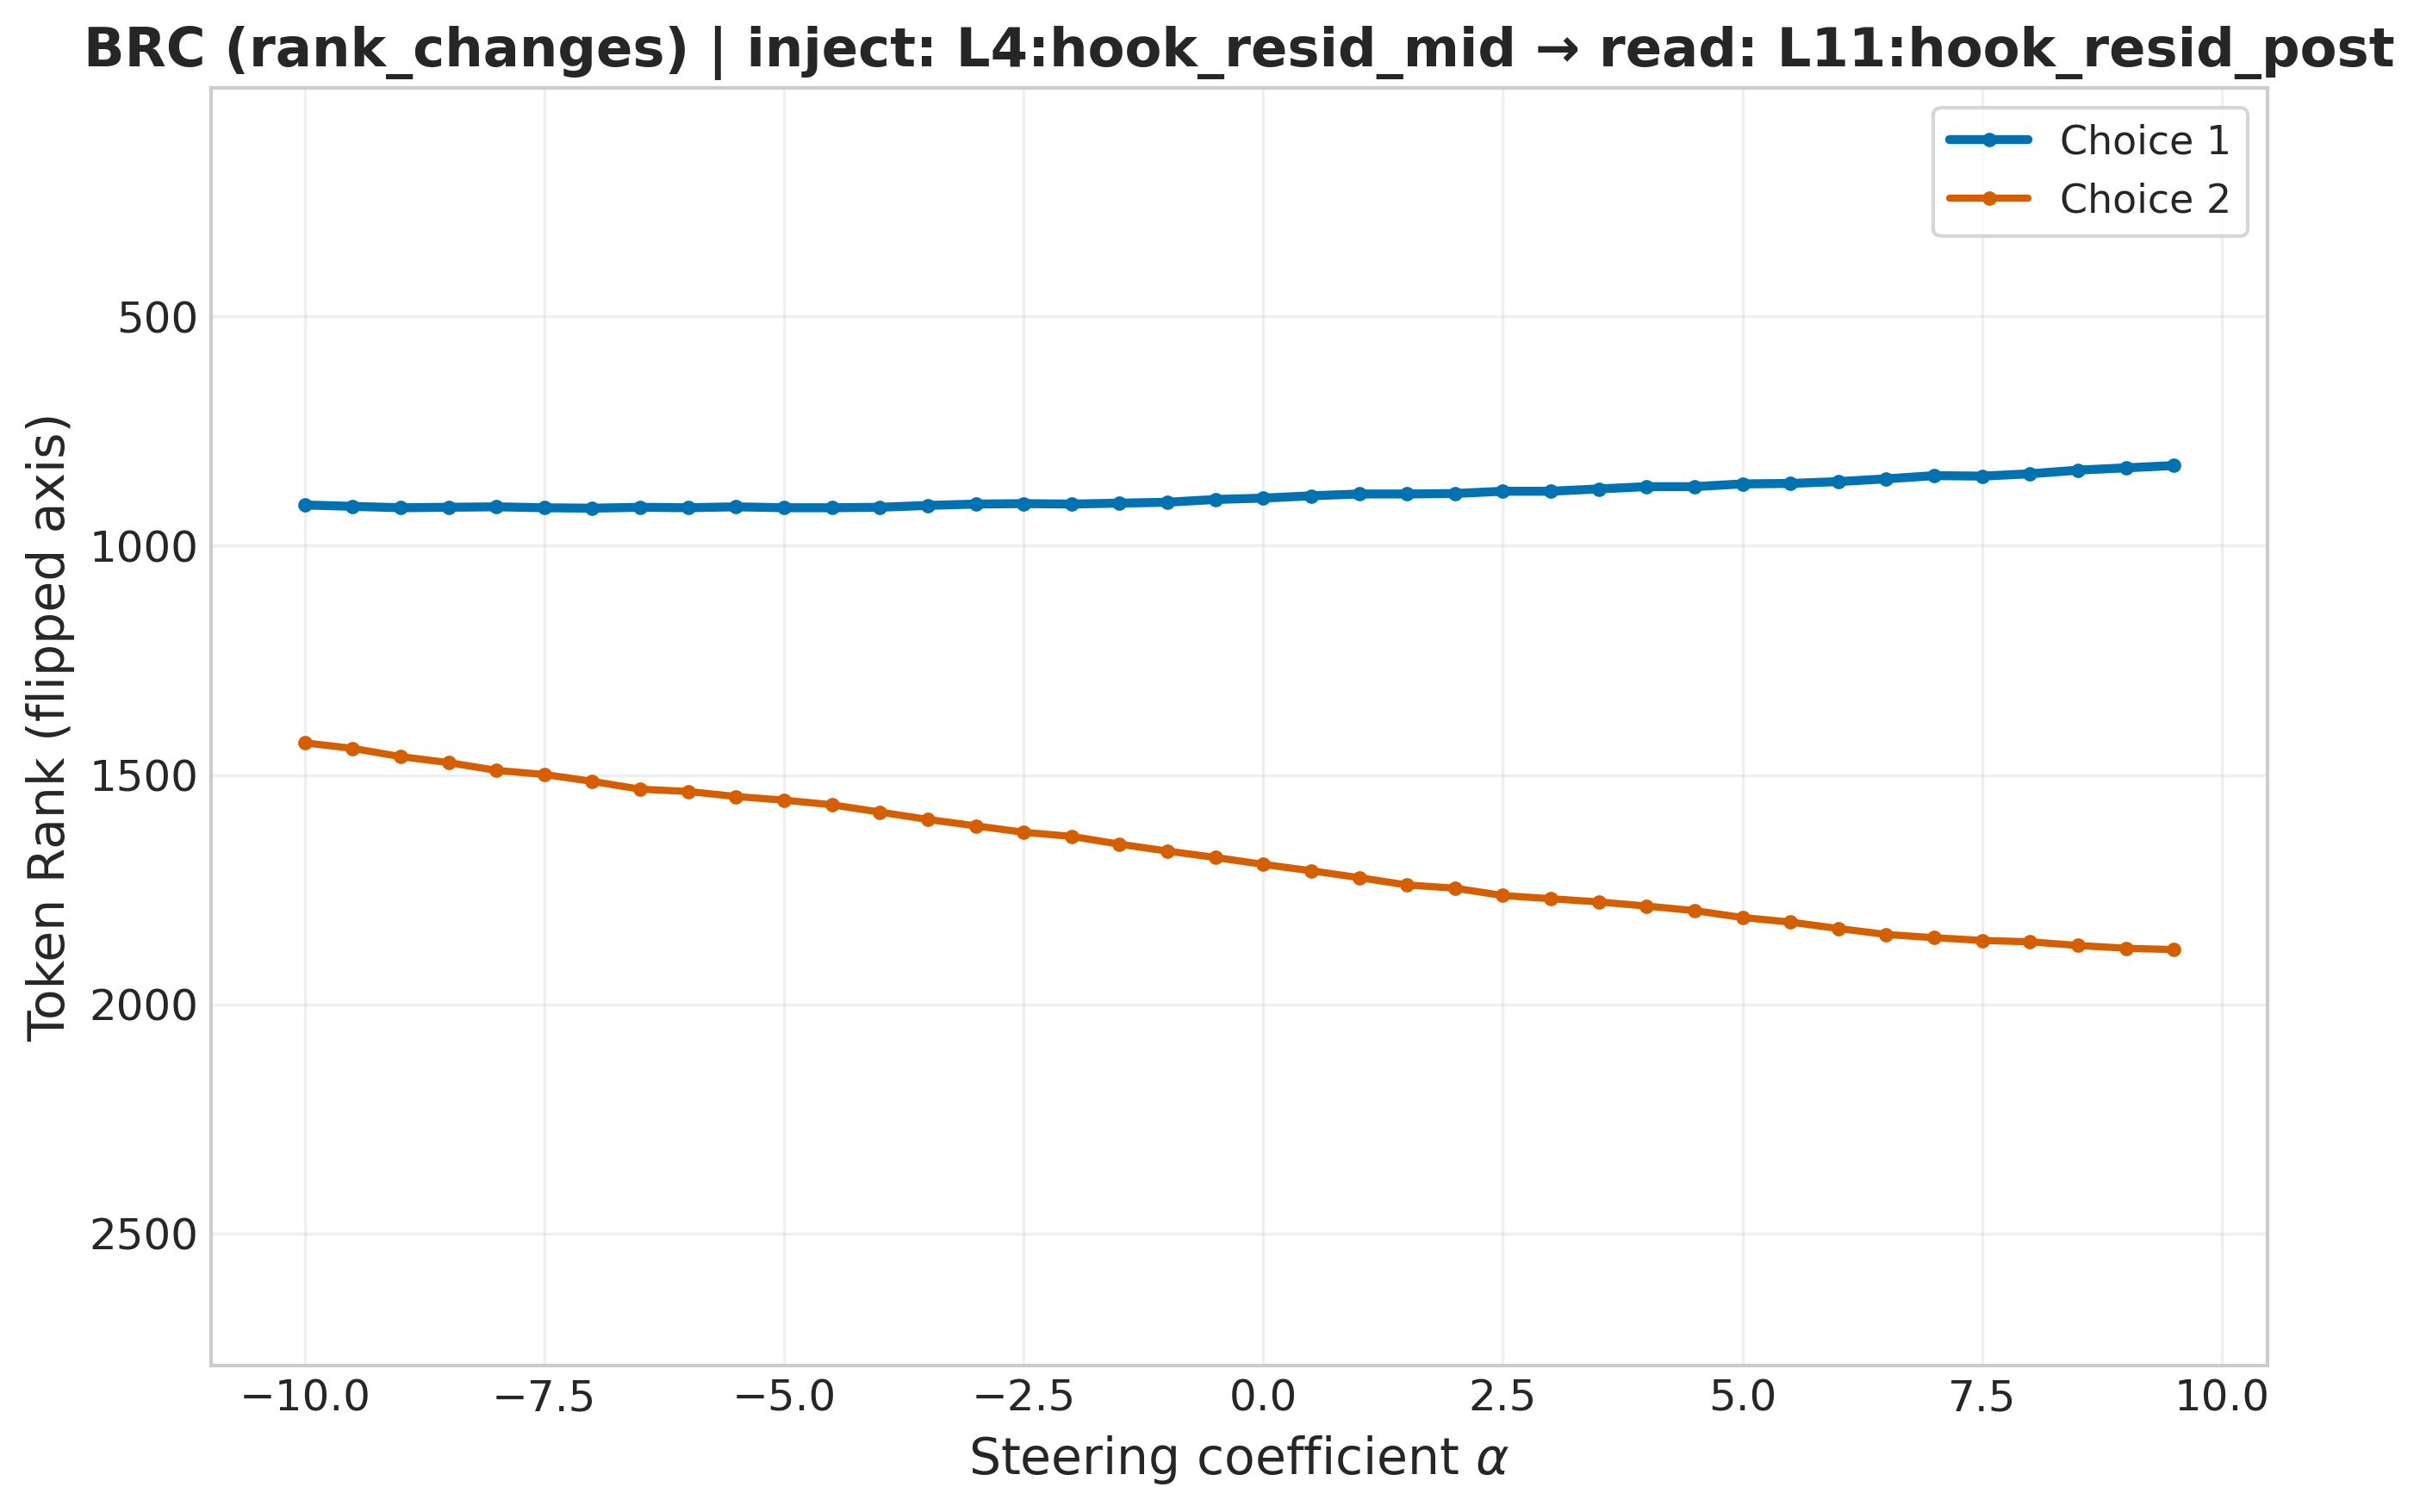 BRC (rank_changes) | inject: L4:hook_resid_mid → read: L11:hook_resid_post
Choice 1
Choice 2
Token Rank (flipped axis)
500
1000
1500
2000
2500
−10.0 −7.5 −5.0 −2.5 0.0 2.5 5.0 7.5 10.0
Steering coefficient α